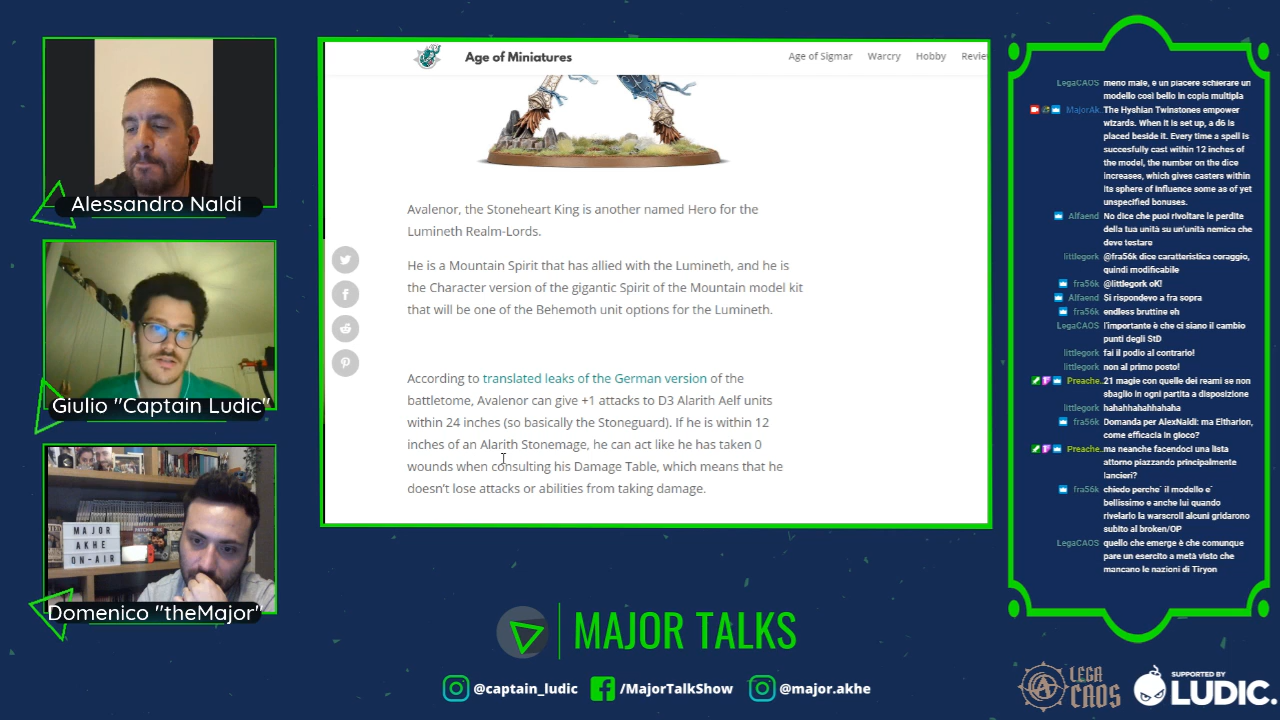 Alessandro Naldi
Giulio "Captain Ludic"
MAJOR
AKHE
ON-AIR
Domenico "theMajor"
Age of Miniatures
Age of Sigmar
Warcry
Hobby
Revie
Avalenor, the Stoneheart King is another named Hero for the
Lumineth Realm-Lords.
He is a Mountain Spirit that has allied with the Lumineth, and he is
the Character version of the gigantic Spirit of the Mountain model kit
that will be one of the Behemoth unit options for the Lumineth.
According to translated leaks of the German version of the
battletome, Avalenor can give +1 attacks to D3 Alarith Aelf units
within 24 inches (so basically the Stoneguard). If he is within 12
inches of an Alarith Stonemage, he can act like he has taken 0
wounds when consulting his Damage Table, which means that he
doesn't lose attacks or abilities from taking damage.
MAJOR TALKS
@captain_ludic
/MajorTalkShow
@major.akhe
LegaCAOS meno male, è un piacere schierare un
modello così bello in copia multipla
MajorAk.. The Hyshian Twinstones empower
wizards. When it is set up, a d6 is
placed beside it. Every time a spell is
succesfully cast within 12 inches of
the model, the number on the dice
increases, which gives casters within
its sphere of influence some as of yet
unspecified bonuses.
Alfaend No dice che puoi rivoltare le perdite
della tua unità su un'unità nemica che
deve testare
littlegork @fra56k dice caratteristica coraggio,
quindi modificabile
fra56k @littlegork oK!
Alfaend Si rispondevo a fra sopra
fra56k endless bruttine eh
LegaCAOS l'importante è che ci siano il cambio
punti degli StD
littlegork fai il podio al contrario!
littlegork non al primo posto!
Preache.. 21 magie con quelle dei reami se non
sbaglio in ogni partita a disposizione
littlegork hahahhahahhahaha
fra56k Domanda per AlexNaldi: ma Eltharion,
come efficacia in gioco?
Preache.. ma neanche facendoci una lista
attorno piazzando principalmente
lancieri?
fra56k chiedo perche` il modello e`
bellissimo e anche lui quando
rivelarlo la warscroll alcuni gridarono
subito al broken/OP
LegaCAOS quello che emerge è che comunque
pare un esercito a metà visto che
mancano le nazioni di Tiryon
LEGA
CAOS
SUPPORTED BY
LUDIC.